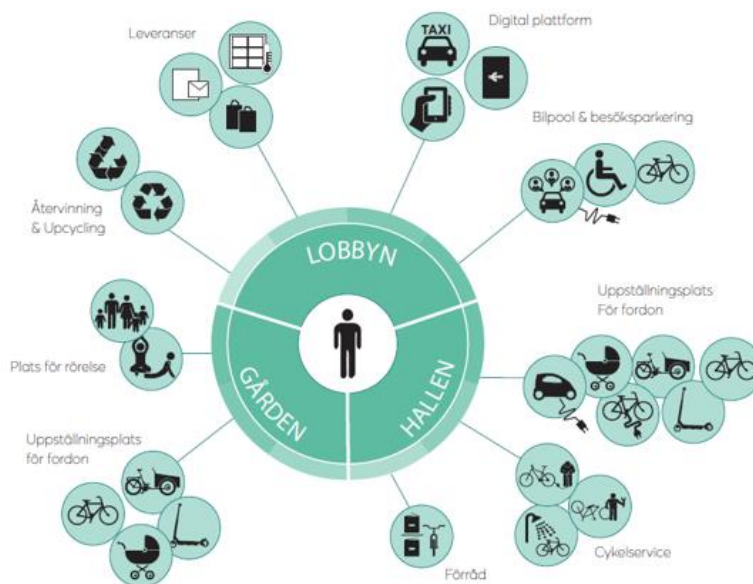 Digital plattform
Leveranser
TAXI
Bilpool & besöksparkering
Återvinning
& Upcycling
LOBBYN
Uppställningsplats
För fordon
Plats för rörelse
GÅRDEN
HALLEN
Uppställningsplats
för fordon
Cykelservice
Förråd